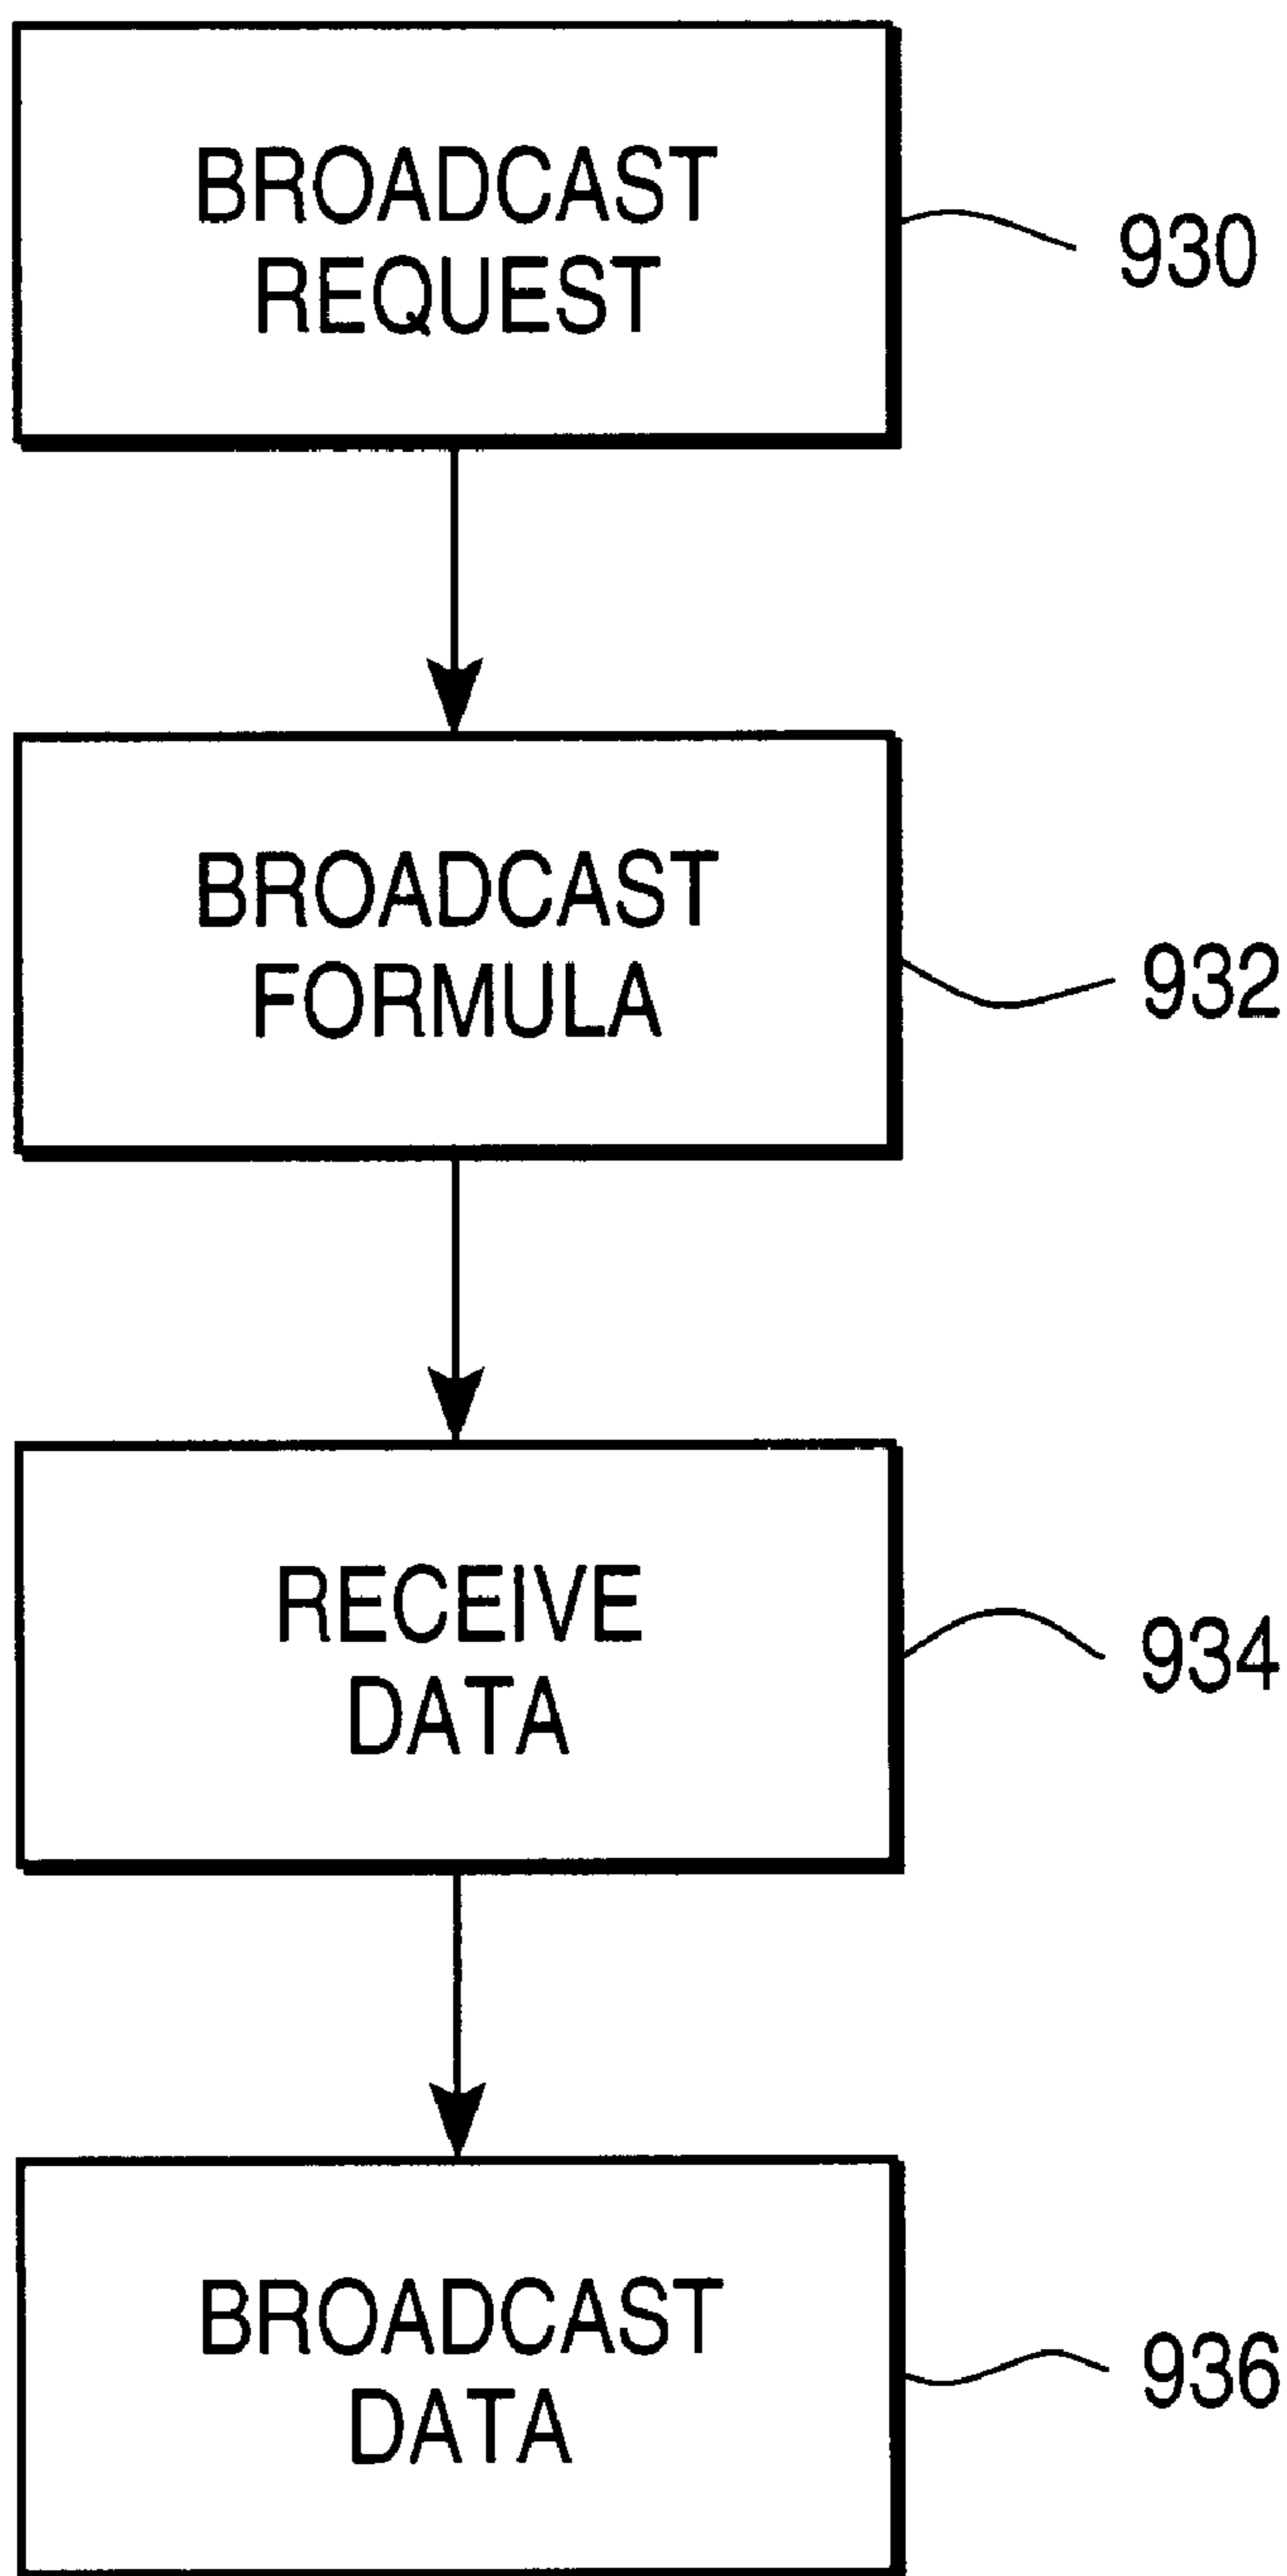 BROADCAST
REQUEST
930
BROADCAST
FORMULA
932
RECEIVE
DATA
934
BROADCAST
DATA
936